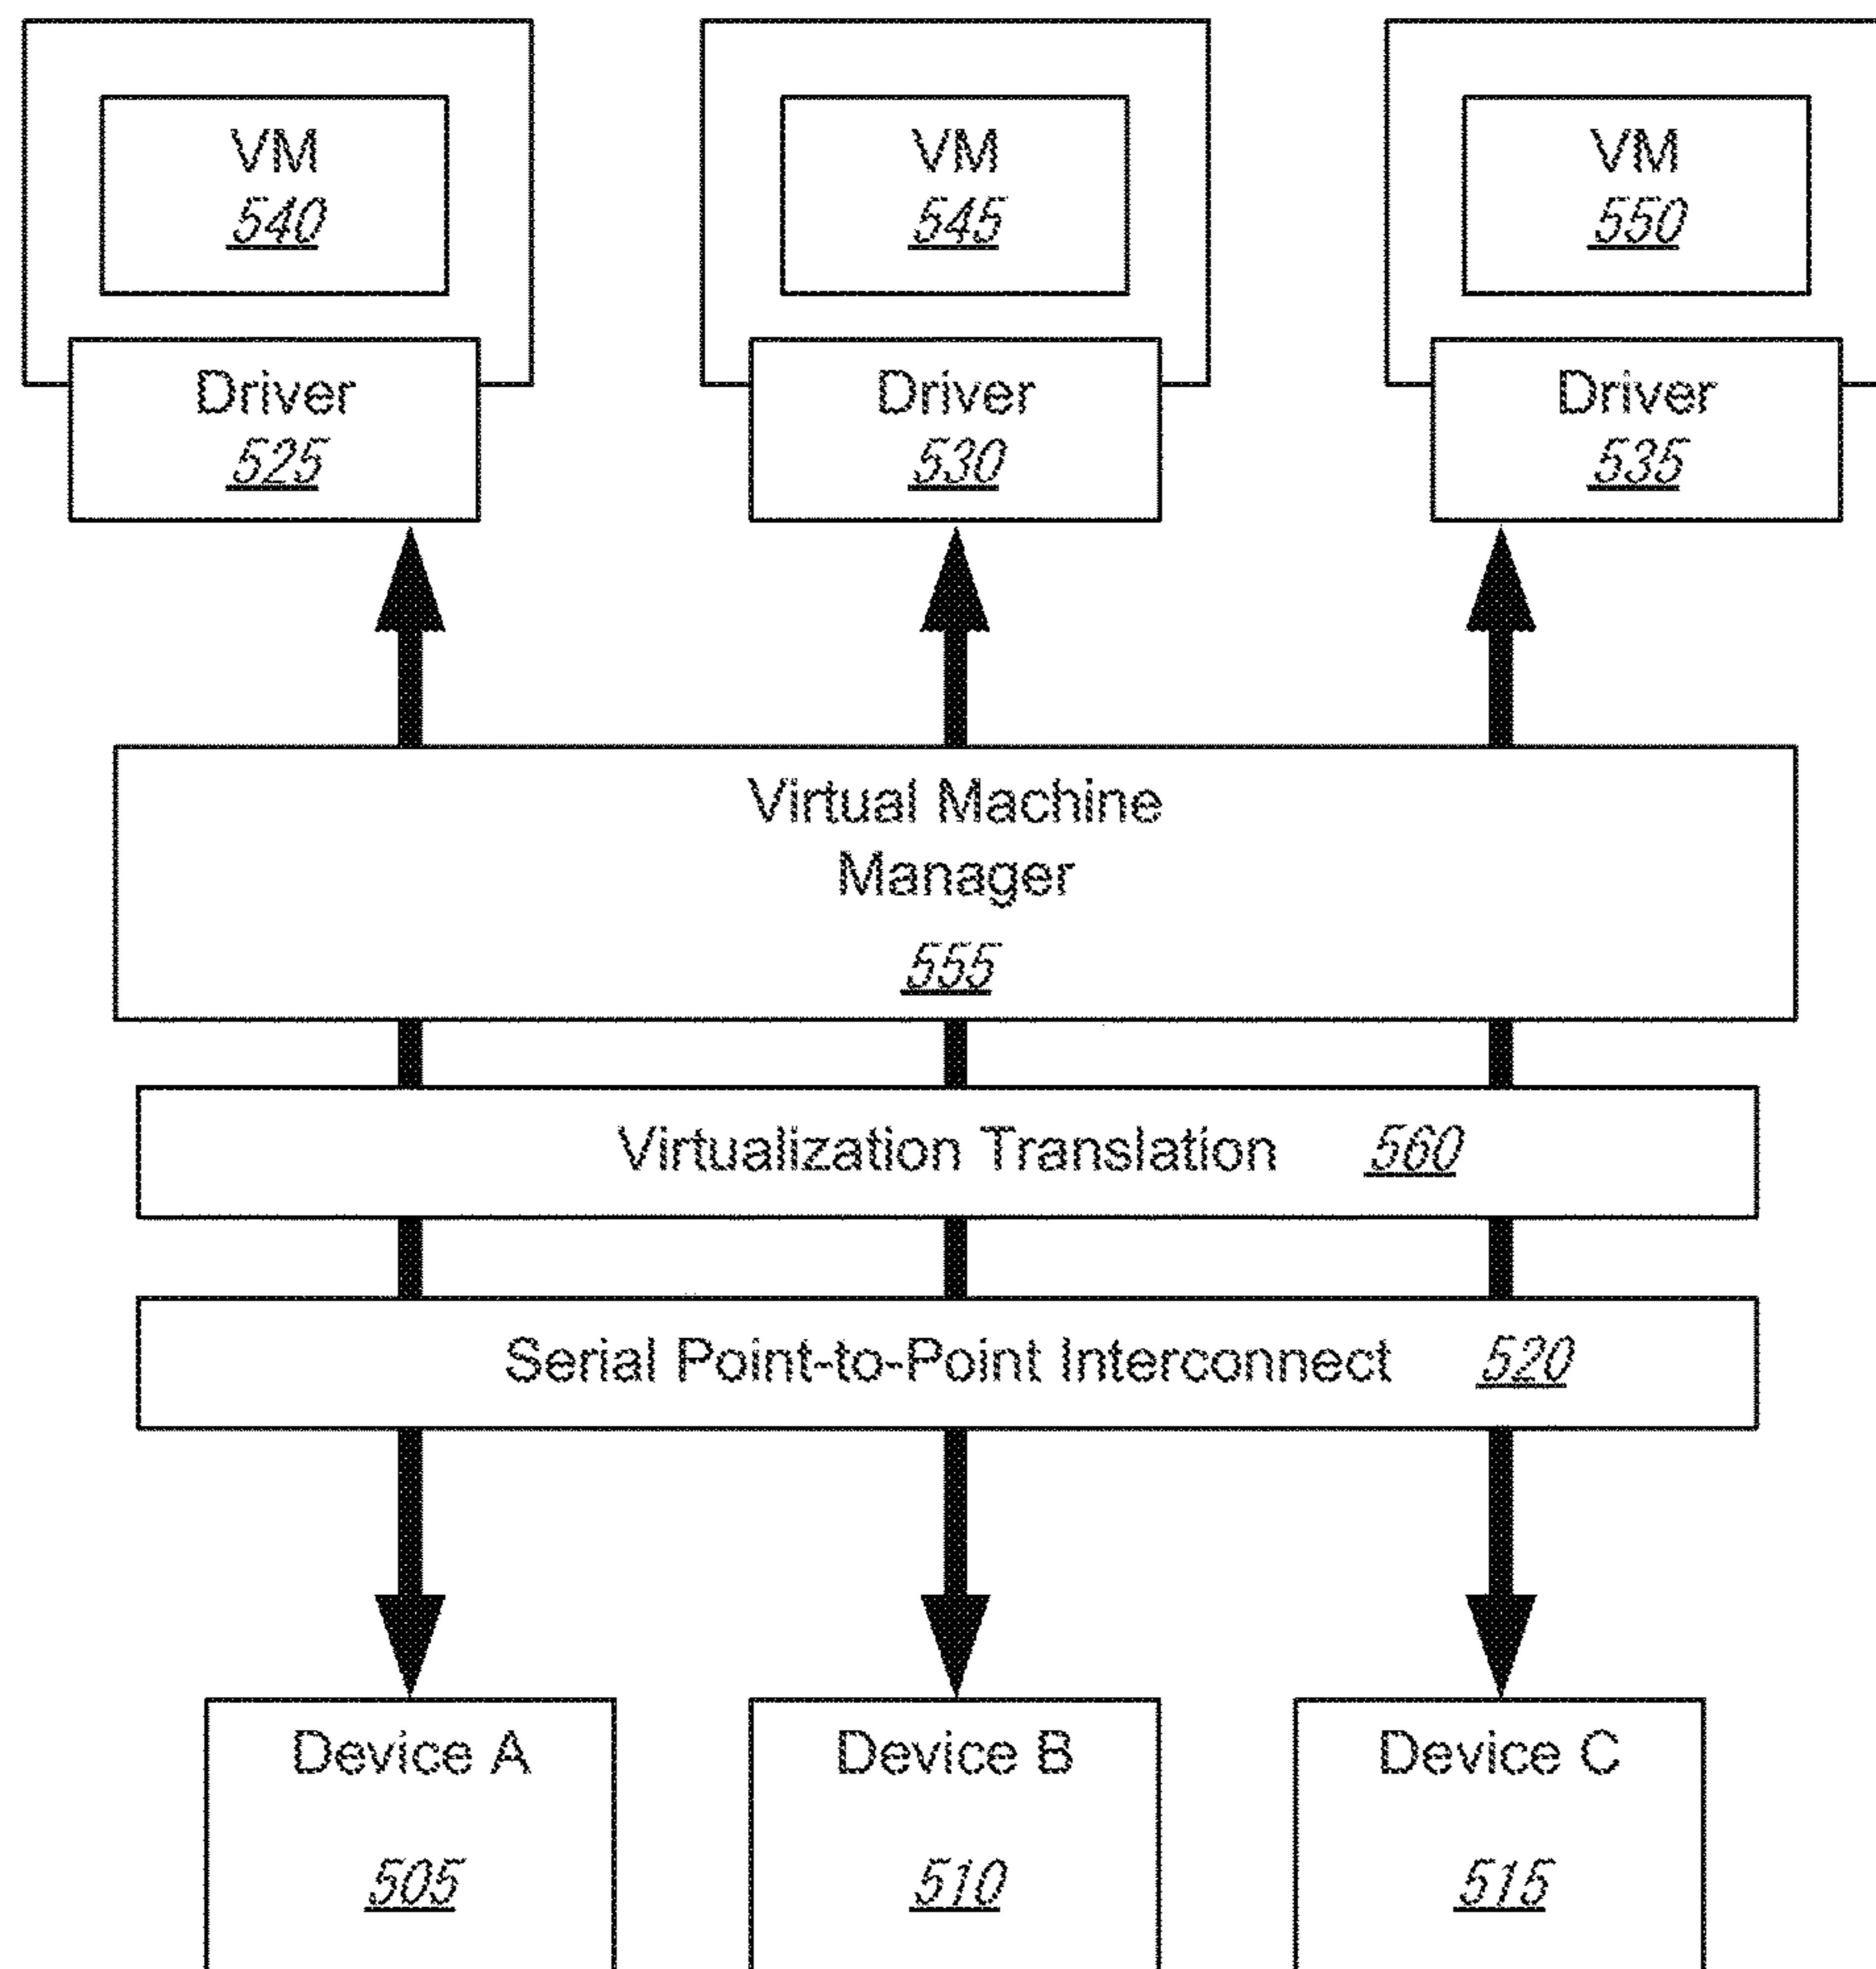 VM
540
VM
545
VM
550
Driver
525
Driver
530
Driver
535
Virtual Machine
Manager
555
Virtualization Translation 560
Serial Point-to-Point Interconnect 520
Device A
505
Device B
510
Device C
515